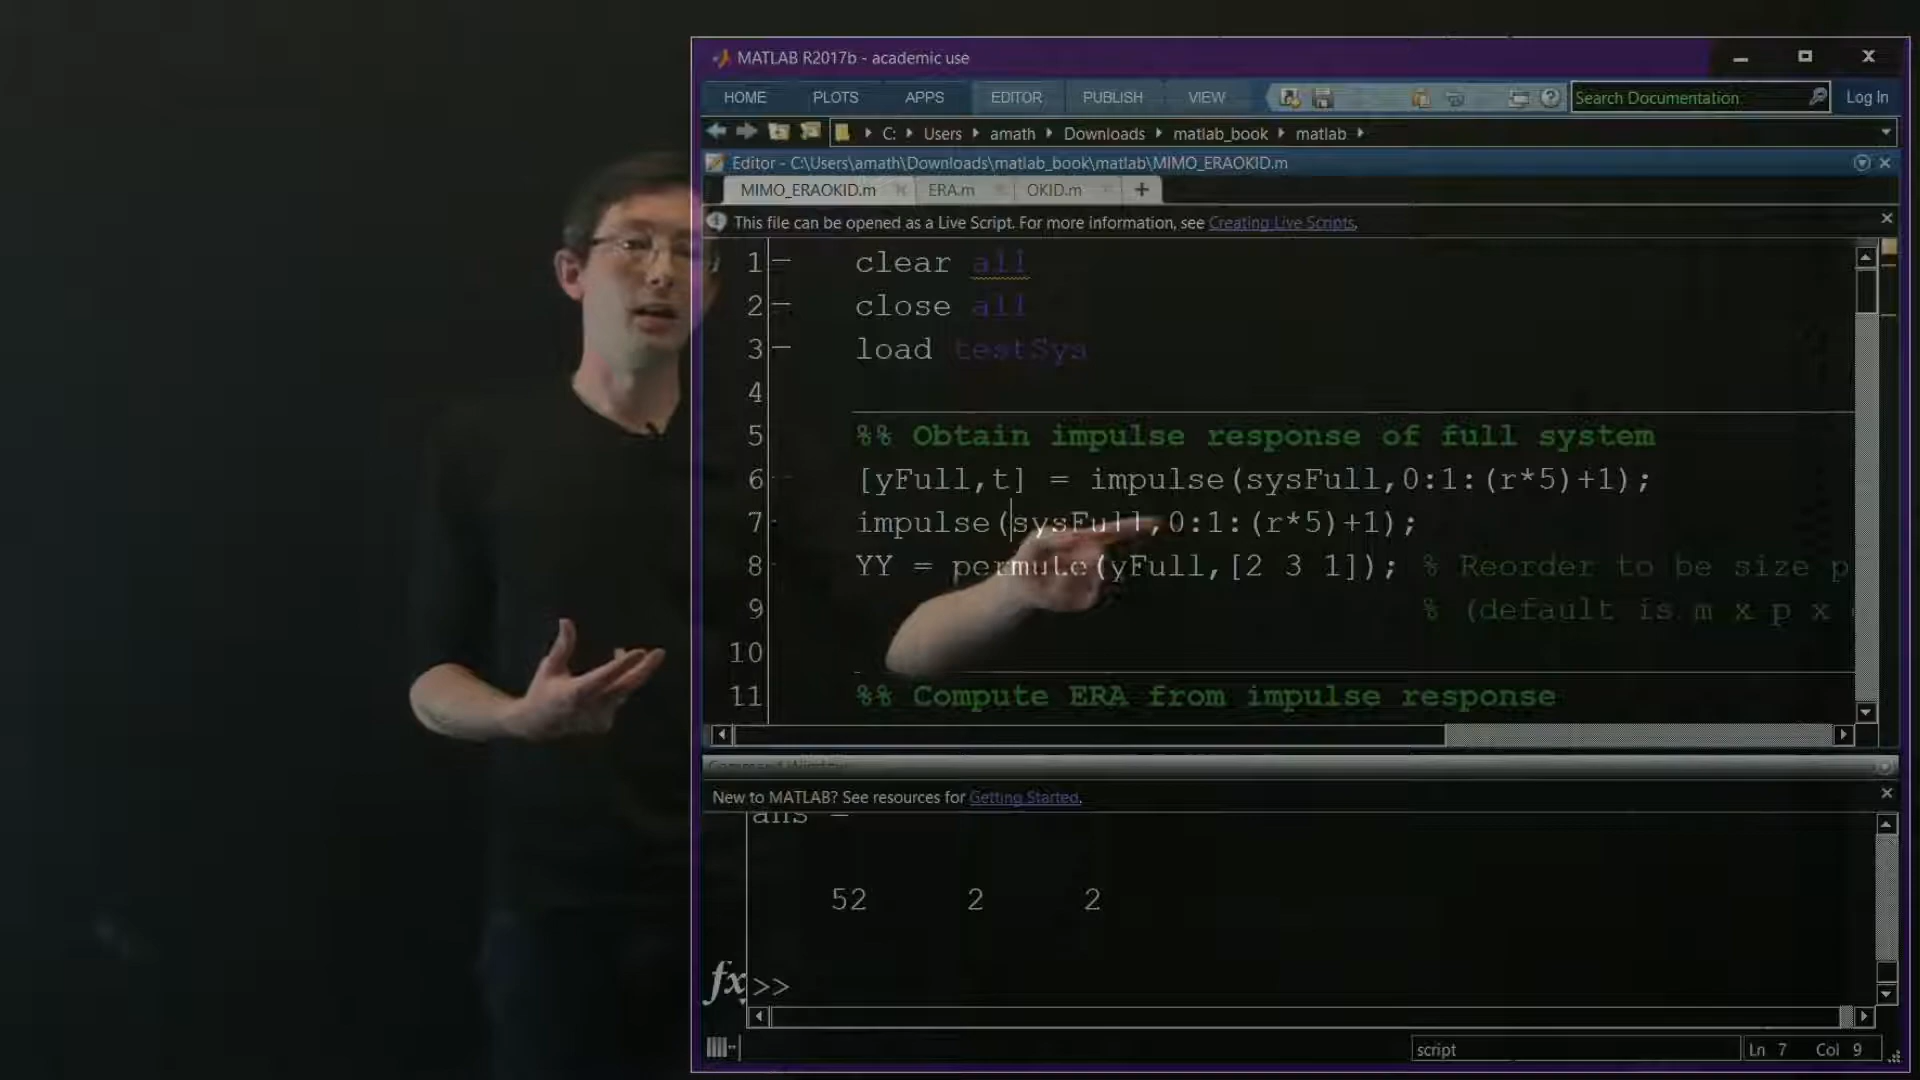 MATLAB R2017b - academic use
HOME PLOTS APPS EDITOR PUBLISH VIEW Search Documentation Log In
C: Users amath Downloads matlab_book matlab
Editor - C:\Users\amath\Downloads\matlab_book\matlab\MIMO_ERAOKID.m
MIMO_ERAOKID.m ERA.m OKID.m +
This file can be opened as a Live Script. For more information, see Creating Live Scripts.
1 clear all
2 close all
3 load testSys
4
5 %% Obtain impulse response of full system
6 [yFull,t] = impulse(sysFull,0:1:(r*5)+1);
7 impulse(sysFull,0:1:(r*5)+1);
8 YY = permute(yFull,[2 3 1]); % Reorder to be size p
9 % (default is m x p x
10
11 %% Compute ERA from impulse response
Command Window
New to MATLAB? See resources for Getting Started.
ans =
52 2 2
fx >>
script Ln 7 Col 9